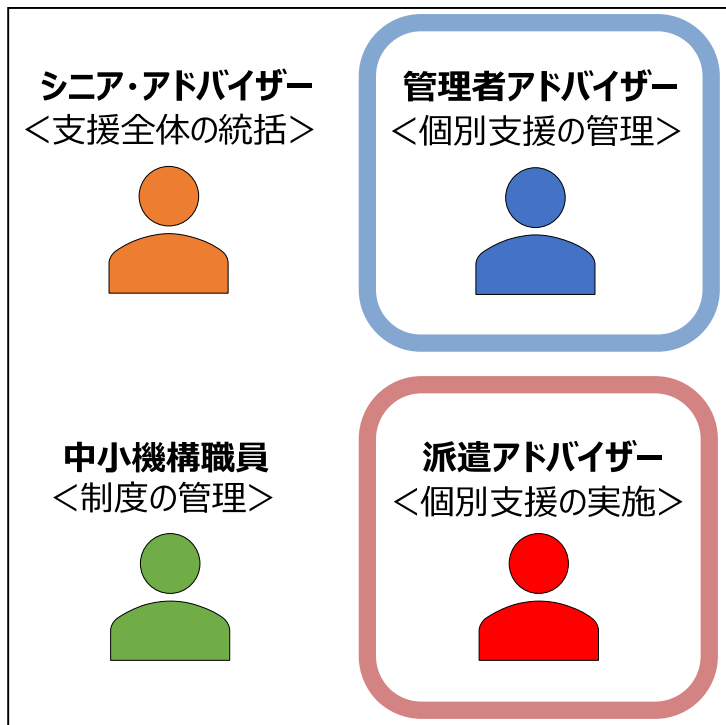 シニア・アドバイザー
＜支援全体の統括＞
管理者アドバイザー
＜個別支援の管理＞
中小機構職員
＜制度の管理＞
派遣アドバイザー
＜個別支援の実施＞